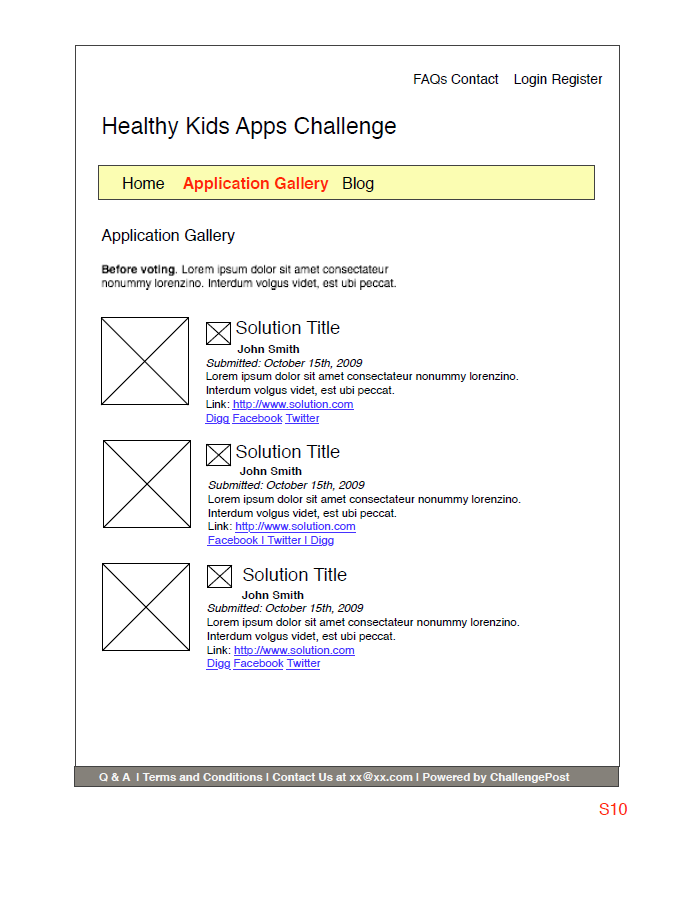 FAQs Contact Login Register
Healthy Kids Apps Challenge
Home Application Gallery Blog
Application Gallery
Before voting. Lorem ipsum dolor sit amet consectateur
nonummy lorenzino. Interdum volgus videt, est ubi peccat.
Solution Title
John Smith
Submitted: October 15th, 2009
Lorem ipsum dolor sit amet consectateur nonummy lorenzino.
Interdum volgus videt, est ubi peccat.
Link: http://www.solution.com
Digg Facebook Twitter
Solution Title
John Smith
Submitted: October 15th, 2009
Lorem ipsum dolor sit amet consectateur nonummy lorenzino.
Interdum volgus videt, est ubi peccat.
Link: http://www.solution.com
Facebook | Twitter | Digg
Solution Title
John Smith
Submitted: October 15th, 2009
Lorem ipsum dolor sit amet consectateur nonummy lorenzino.
Interdum volgus videt, est ubi peccat.
Link: http://www.solution.com
Digg Facebook Twitter
Q & A | Terms and Conditions | Contact Us at xx@xx.com | Powered by ChallengePost
S10